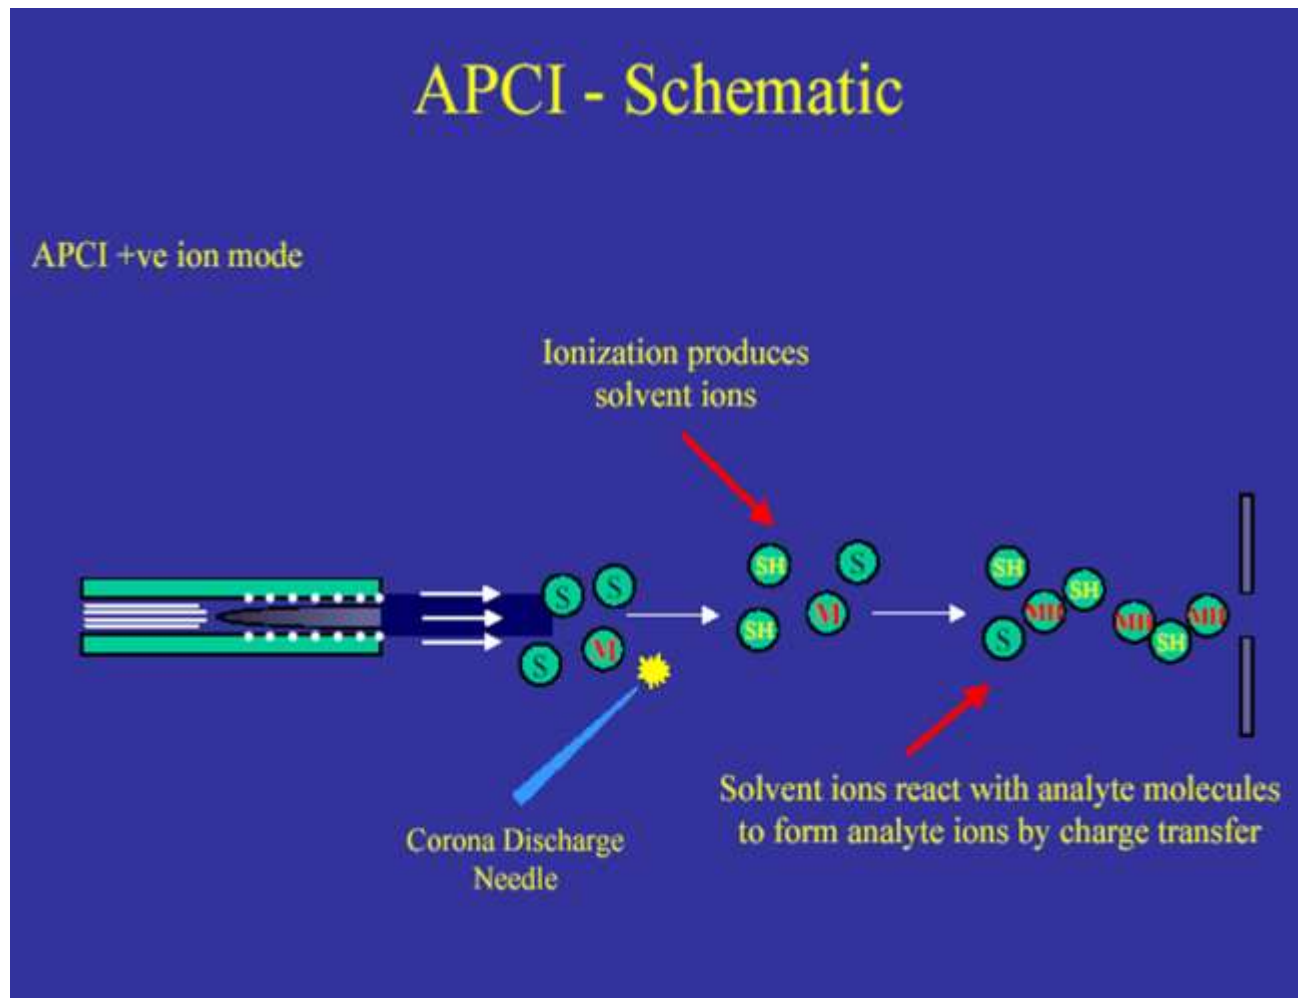 APCI - Schematic
APCI +ve ion mode
Ionization produces
solvent ions
SH
S
SH
S
S
SH
S
M
SH
M
MH
MH
MH
S
S
SH
Corona Discharge
Needle
Solvent ions react with analyte molecules
to form analyte ions by charge transfer